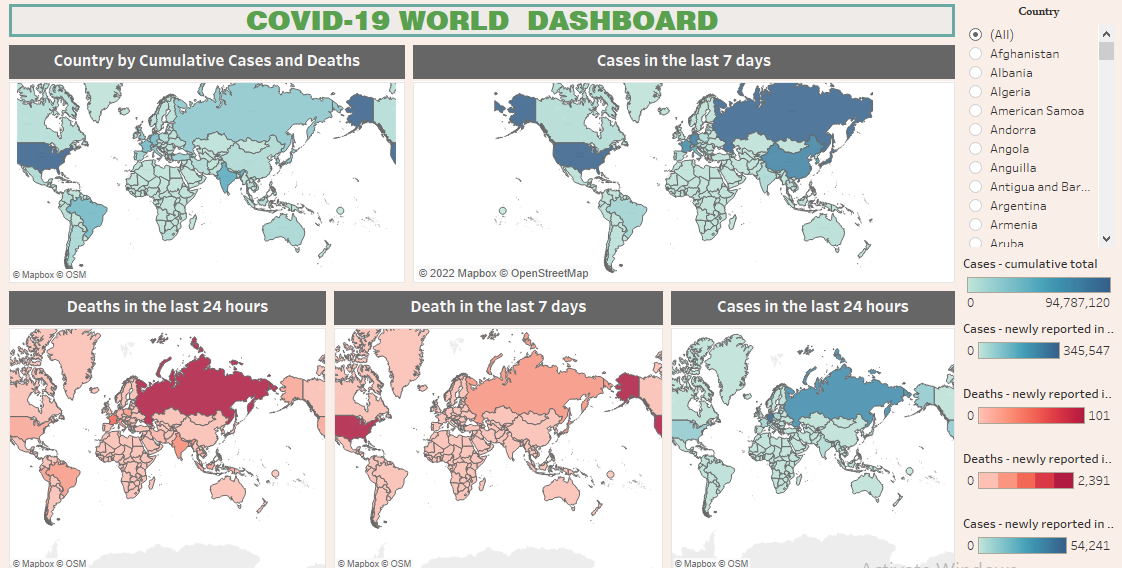 COVID-19 WORLD DASHBOARD
Country by Cumulative Cases and Deaths
Cases in the last 7 days
© Mapbox © OSM
© 2022 Mapbox © OpenStreetMap
Deaths in the last 24 hours
Death in the last 7 days
Cases in the last 24 hours
© Mapbox © OSM
© Mapbox © OSM
© Mapbox © OSM
Country
(All)
Afghanistan
Albania
Algeria
American Samoa
Andorra
Angola
Anguilla
Antigua and Bar...
Argentina
Armenia
Aruba
Cases - cumulative total
0 94,787,120
Cases - newly reported in ..
0 345,547
Deaths - newly reported i..
0 101
Deaths - newly reported i..
0 2,391
Cases - newly reported in ..
0 54,241
Activate Windows